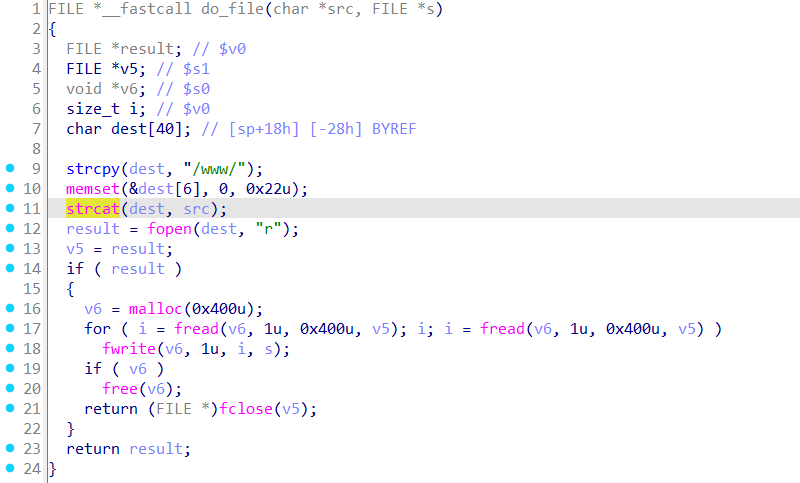 1 FILE *__fastcall do_file(char *src, FILE *s)
2 {
3   FILE *result; // $v0
4   FILE *v5; // $s1
5   void *v6; // $s0
6   size_t i; // $v0
7   char dest[40]; // [sp+18h] [-28h] BYREF
8
9   strcpy(dest, "/www/");
10   memset(&dest[6], 0, 0x22u);
11   strcat(dest, src);
12   result = fopen(dest, "r");
13   v5 = result;
14   if ( result )
15   {
16     v6 = malloc(0x400u);
17     for ( i = fread(v6, 1u, 0x400u, v5); i; i = fread(v6, 1u, 0x400u, v5) )
18       fwrite(v6, 1u, i, s);
19     if ( v6 )
20       free(v6);
21     return (FILE *)fclose(v5);
22   }
23   return result;
24 }